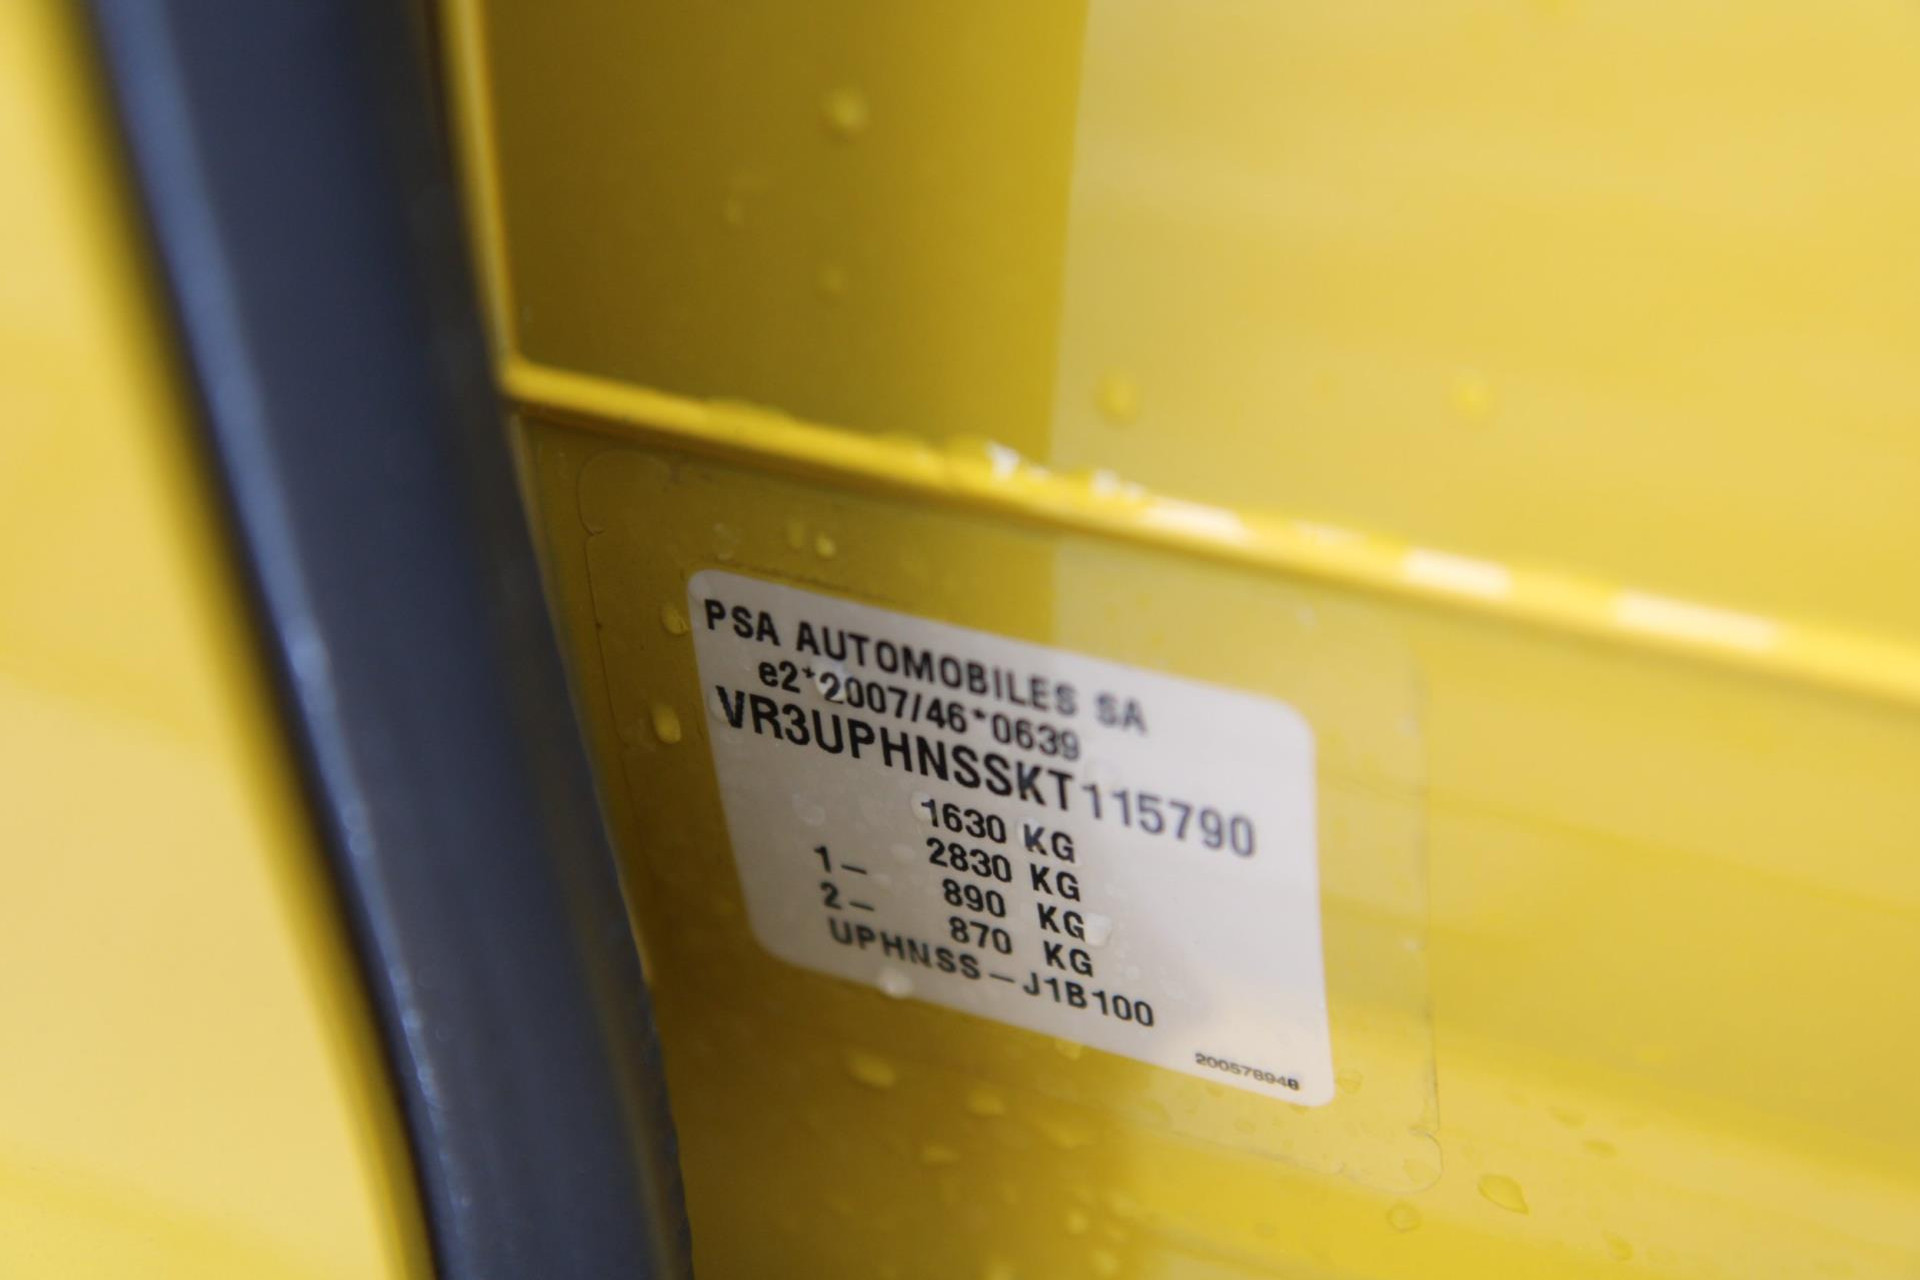 PSA AUTOMOBILES SA
e2*2007/46*0639
VR3UPHNSSKT115790
1630 KG
2830 KG
1— 890 KG
2— 870 KG
UPHNSS—J1B100
20057894B